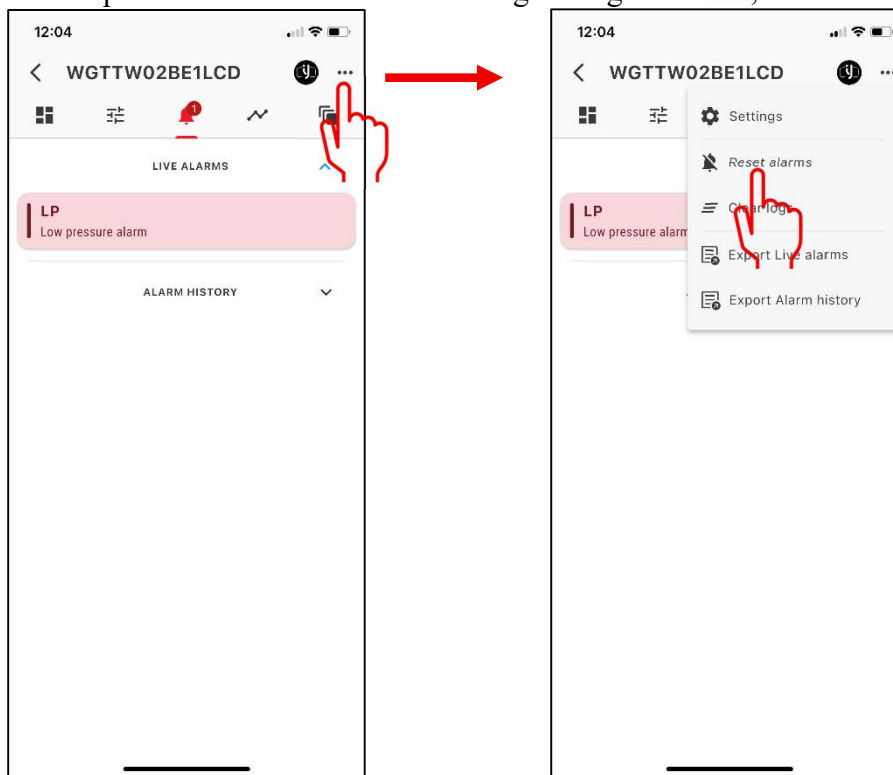 12:04
WGTTW02BE1LCD
1
LIVE ALARMS
LP
Low pressure alarm
ALARM HISTORY
12:04
WGTTW02BE1LCD
Settings
Reset alarms
Clear logs
LP
Low pressure alarm
Export Live alarms
Export Alarm history